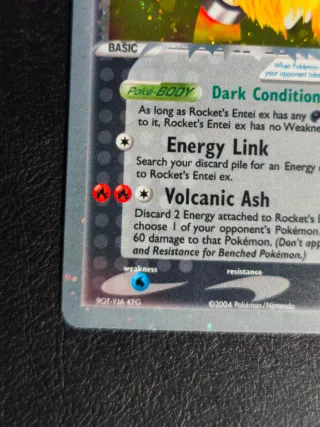 BASIC
When Pokémon-
your opponent takes
Poké-BODY Dark Condition
As long as Rocket's Entei ex has any
to it, Rocket's Entei ex has no Weakne
Energy Link
Search your discard pile for an Energy
to Rocket's Entei ex.
Volcanic Ash
Discard 2 Energy attached to Rocket's E
choose 1 of your opponent's Pokémon.
60 damage to that Pokémon. (Don't app
and Resistance for Benched Pokémon.)
weakness resistance
©2004 Pokémon/Nintendo